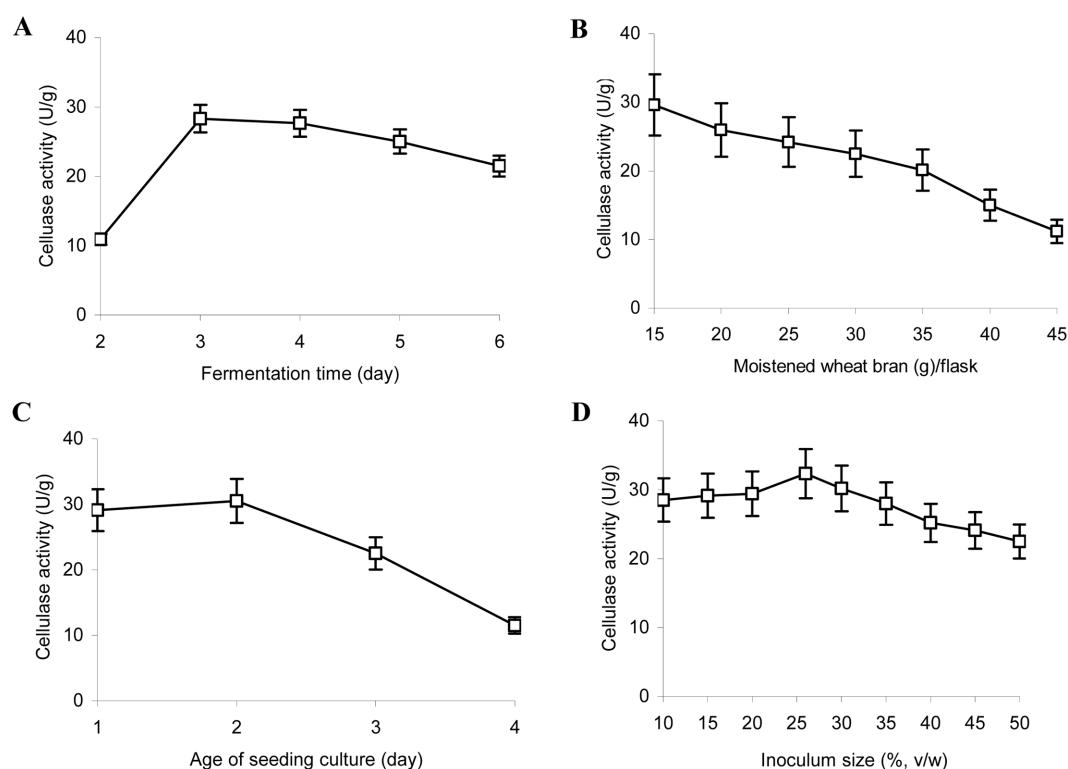 A
Celluase activity (U/g)
40
30
20
10
0
2 3 4 5 6
Fermentation time (day)
B
Cellulase activity (U/g)
40
30
20
10
0
15 20 25 30 35 40 45
Moistened wheat bran (g)/flask
C
Cellulase activity (U/g)
40
30
20
10
0
1 2 3 4
Age of seeding culture (day)
D
Cellulase activity (U/g)
40
30
20
10
0
10 15 20 25 30 35 40 45 50
Inoculum size (%, v/w)